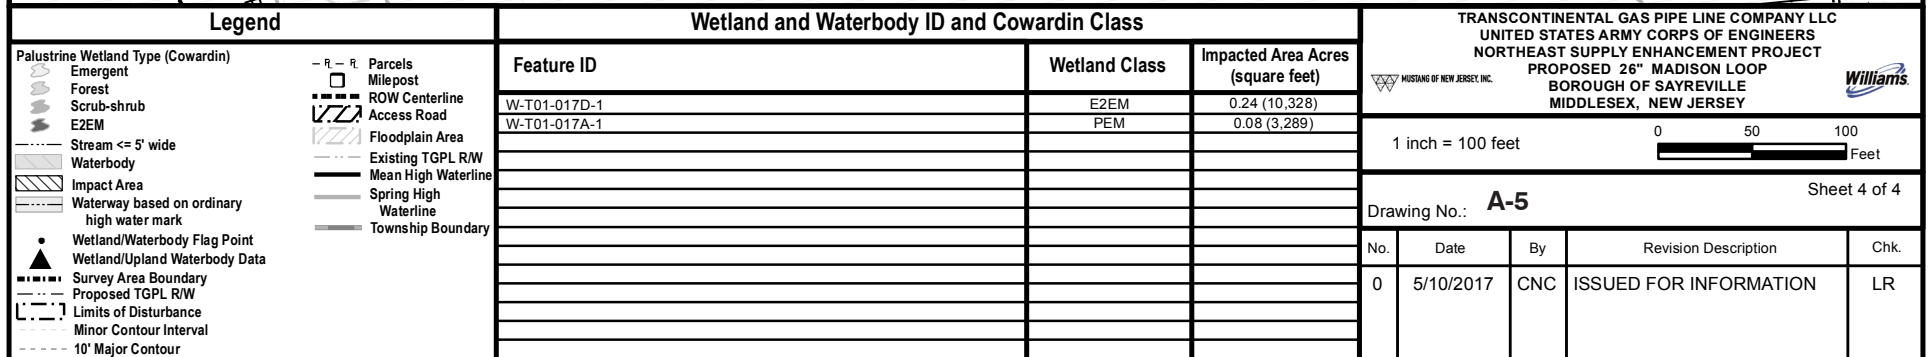 Legend
Palustrine Wetland Type (Cowardin)
Emergent
Forest
Scrub-shrub
E2EM
Stream <= 5' wide
Waterbody
Impact Area
Waterway based on ordinary
high water mark
Wetland/Waterbody Flag Point
Wetland/Upland Waterbody Data
Survey Area Boundary
Proposed TGPL R/W
Limits of Disturbance
Minor Contour Interval
10' Major Contour
Parcels
Milepost
ROW Centerline
Access Road
Floodplain Area
Existing TGPL R/W
Mean High Waterline
Spring High
Waterline
Township Boundary
Wetland and Waterbody ID and Cowardin Class
Feature ID Wetland Class Impacted Area Acres
(square feet)
W-T01-017D-1 E2EM 0.24 (10,328)
W-T01-017A-1 PEM 0.08 (3,289)
TRANSCONTINENTAL GAS PIPE LINE COMPANY LLC
UNITED STATES ARMY CORPS OF ENGINEERS
NORTHEAST SUPPLY ENHANCEMENT PROJECT
PROPOSED 26" MADISON LOOP
BOROUGH OF SAYREVILLE
MIDDLESEX, NEW JERSEY
MUSTANG OF NEW JERSEY, INC.
Williams.
1 inch = 100 feet
0 50 100
Feet
Drawing No.: A-5
Sheet 4 of 4
No. Date By Revision Description Chk.
0 5/10/2017 CNC ISSUED FOR INFORMATION LR